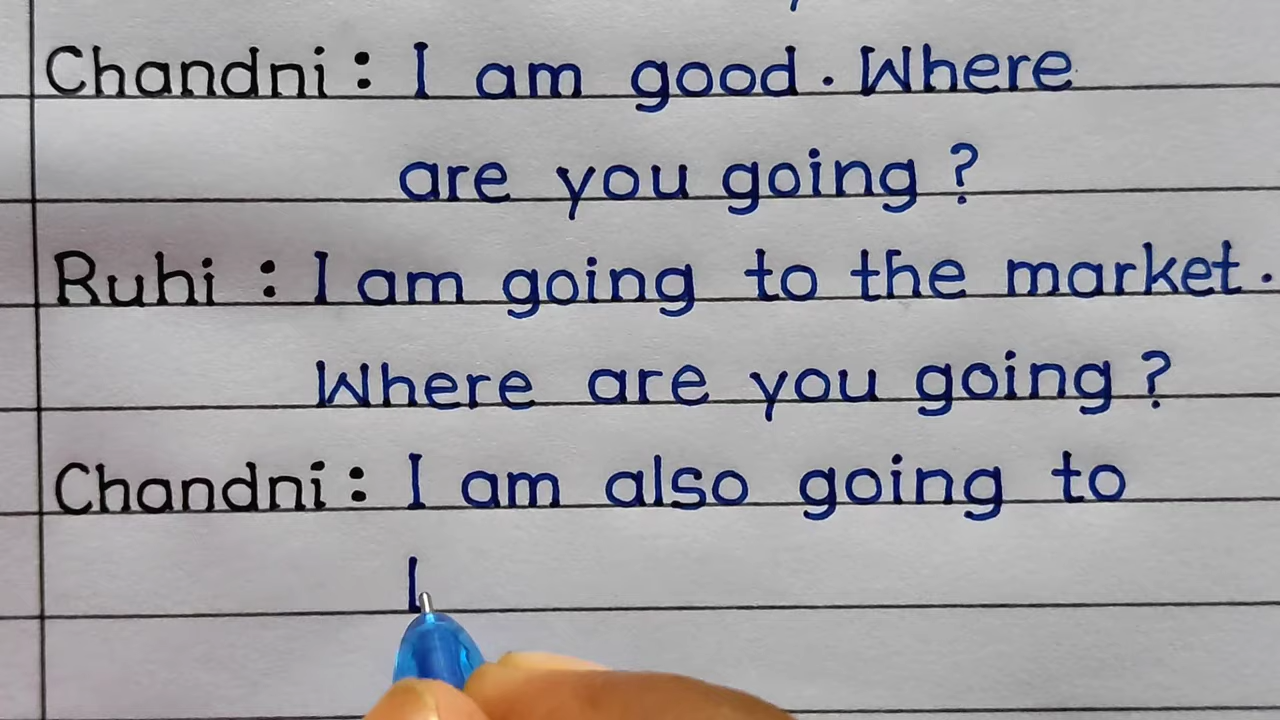 Chandni : I am good. Where
are you going ?
Ruhi : I am going to the market.
Where are you going ?
Chandni : I am also going to